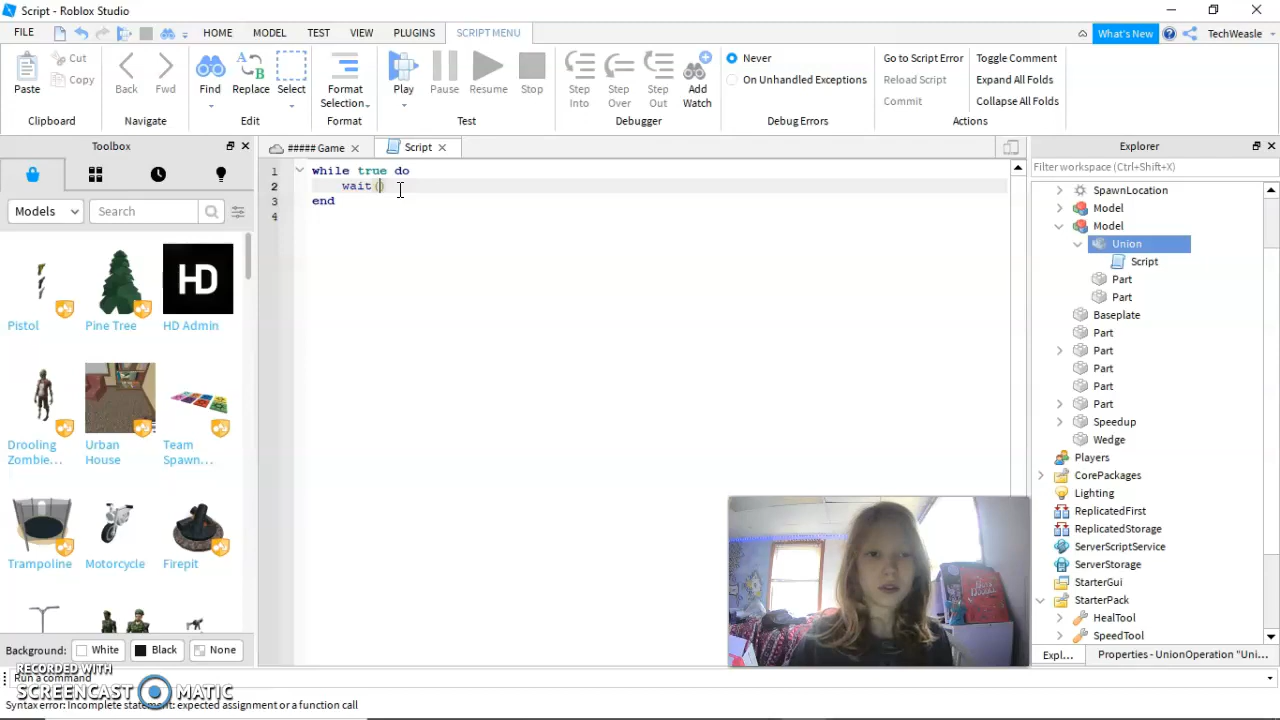 Script - Roblox Studio
FILE HOME MODEL TEST VIEW PLUGINS SCRIPT MENU What's New TechWeasle
Paste Cut Copy Back Fwd Find Replace Select Format Selection Play Pause Resume Stop Step Into Step Over Step Out Add Watch
Never
On Unhandled Exceptions
Go to Script Error
Reload Script
Commit
Toggle Comment
Expand All Folds
Collapse All Folds
Clipboard Navigate Edit Format Test Debugger Debug Errors Actions
Toolbox
Models Search
Pistol Pine Tree HD Admin
HD
Drooling Zombie... Urban House Team Spawn...
Trampoline Motorcycle Firepit
Background: White Black None
##### Game Script
1 while true do
2 wait()
3 end
4
Explorer
Filter workspace (Ctrl+Shift+X)
SpawnLocation
Model
Model
Union
Script
Part
Part
Baseplate
Part
Part
Part
Part
Part
Speedup
Wedge
Players
CorePackages
Lighting
ReplicatedFirst
ReplicatedStorage
ServerScriptService
ServerStorage
StarterGui
StarterPack
HealTool
SpeedTool
Expl... Properties - UnionOperation "Uni...
Run a command
RECORDED WITH
SCREENCAST MATIC
Syntax error: Incomplete statement: expected assignment or a function call